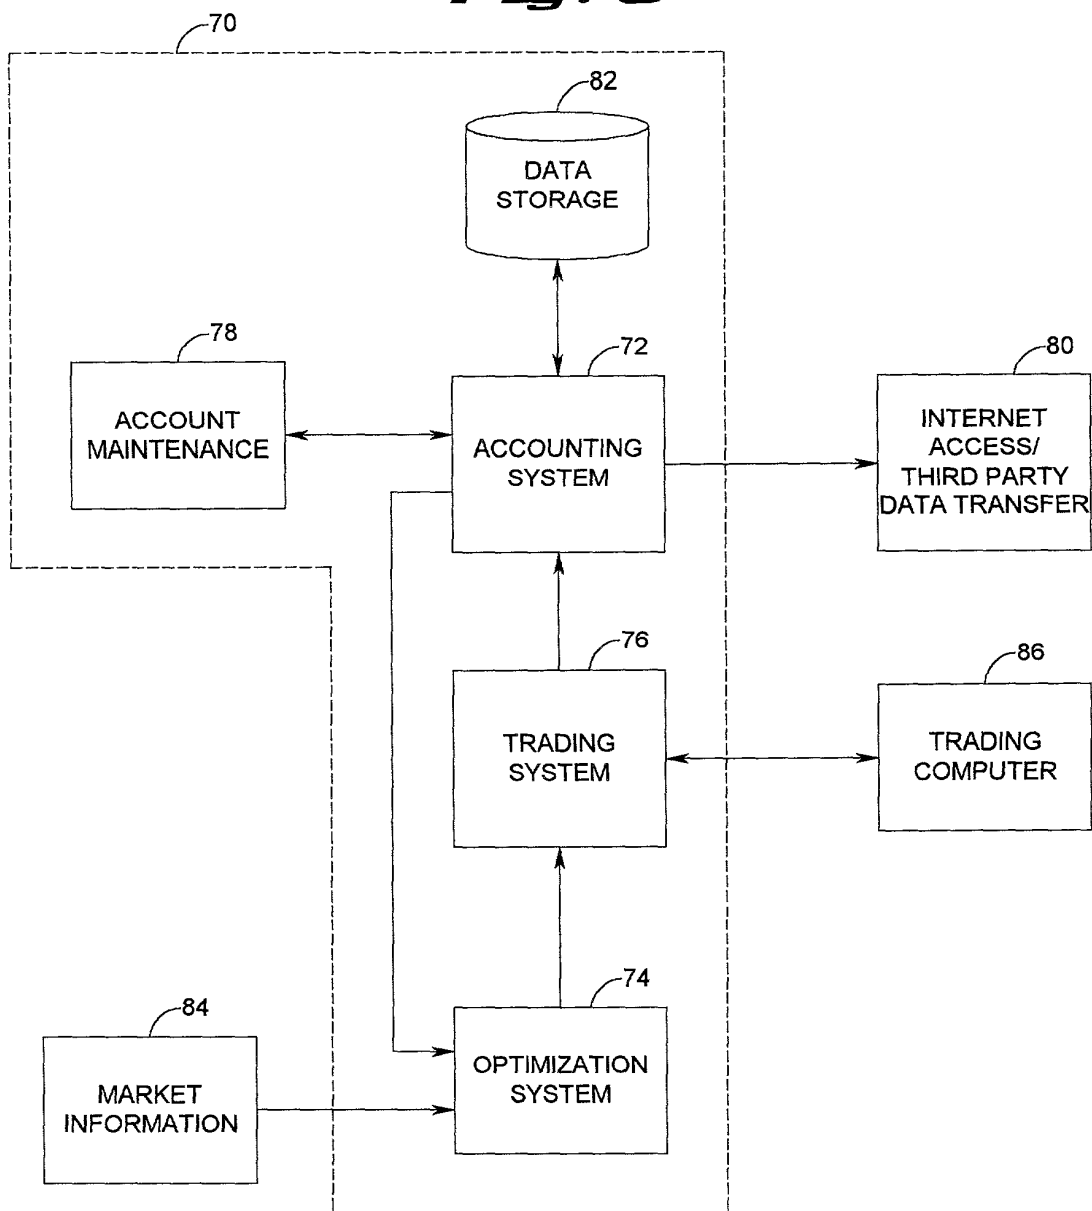 70
82
DATA
STORAGE
78
ACCOUNT
MAINTENANCE
72
ACCOUNTING
SYSTEM
80
INTERNET
ACCESS/
THIRD PARTY
DATA TRANSFER
76
TRADING
SYSTEM
86
TRADING
COMPUTER
74
OPTIMIZATION
SYSTEM
84
MARKET
INFORMATION